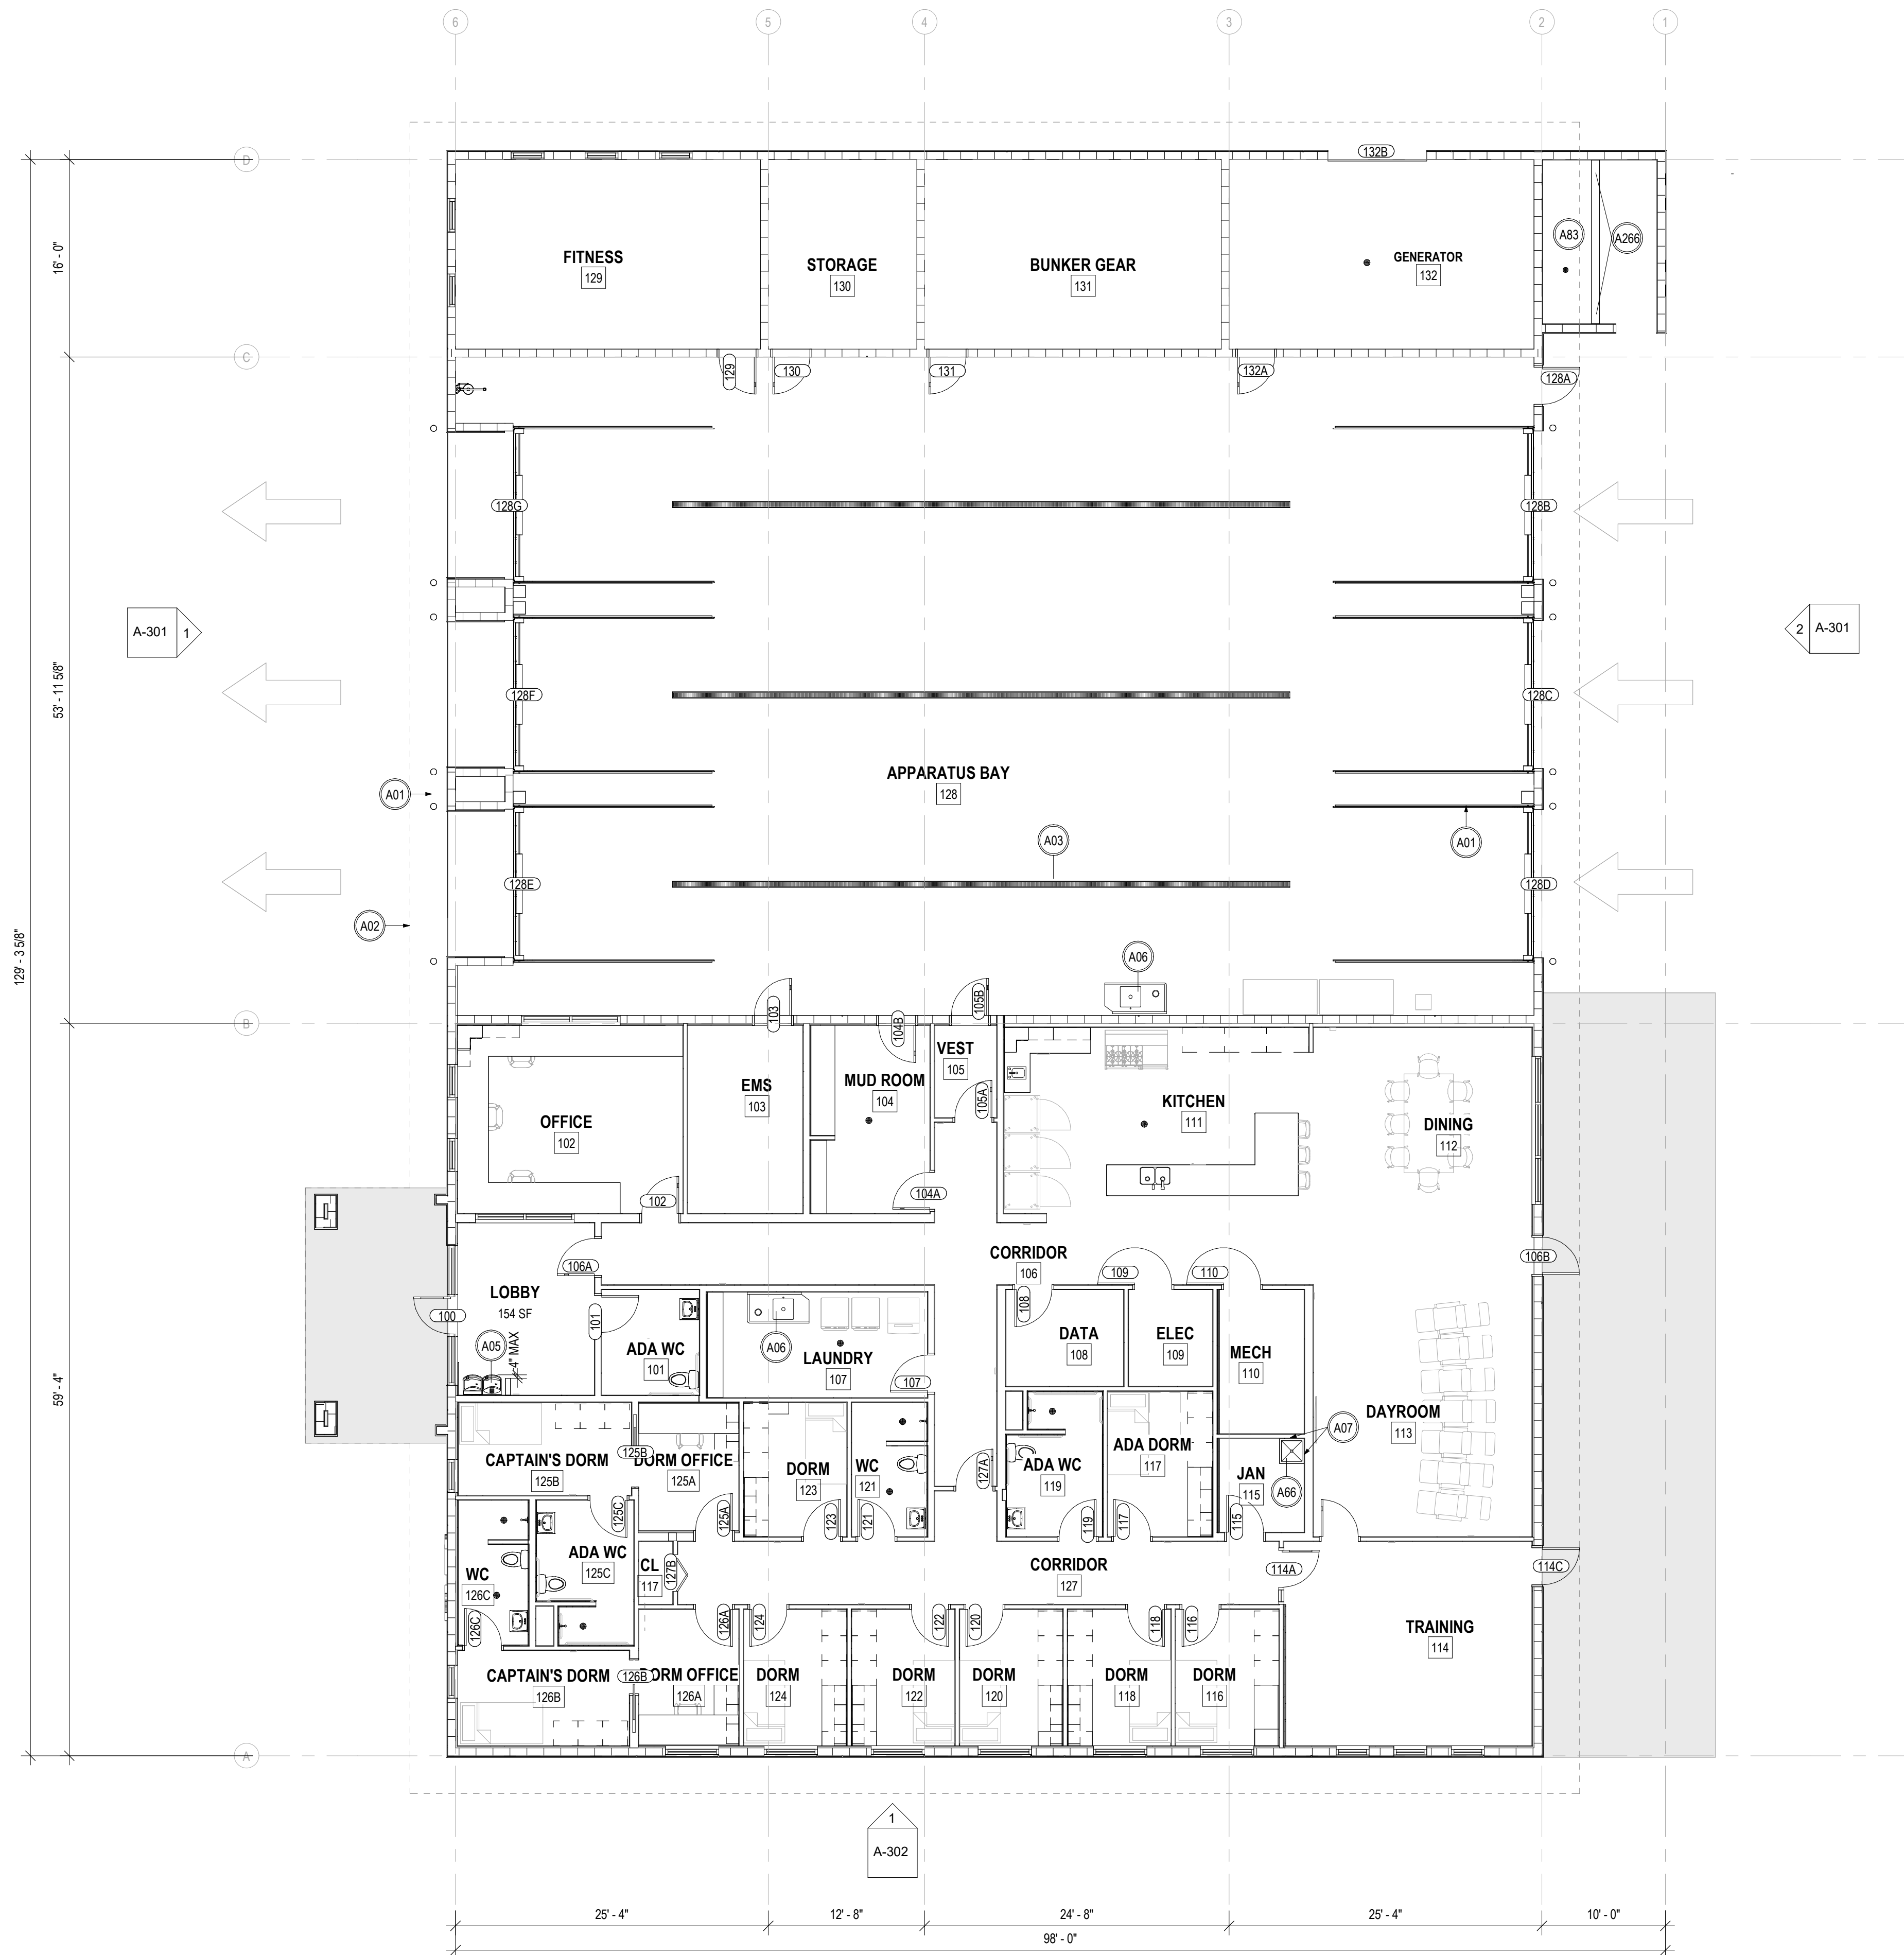 6
5
4
3
2
1
D
132B
16' - 0"
FITNESS
129
STORAGE
130
BUNKER GEAR
131
GENERATOR
132
A83
A266
C
129
130
131
132A
128A
128G
128B
A-301
1
2
A-301
53' - 11 5/8"
128F
128C
APPARATUS BAY
128
A01
A03
A01
128E
128D
A02
129' - 3 5/8"
A06
B
103
104B
105B
VEST
105
EMS
103
MUD ROOM
104
105A
KITCHEN
111
OFFICE
102
DINING
112
102
104A
CORRIDOR
106
106A
109
110
106B
LOBBY
154 SF
100
101
108
A05
4" MAX
ADA WC
101
A06
LAUNDRY
107
107
DATA
108
ELEC
109
MECH
110
59' - 4"
DAYROOM
113
A07
CAPTAIN'S DORM
125B
125B
DORM OFFICE
125A
DORM
123
WC
121
127A
ADA WC
119
ADA DORM
117
JAN
115
A66
125C
125A
123
121
119
117
115
WC
126C
ADA WC
125C
CL
117
127B
CORRIDOR
127
114A
114C
126C
126A
124
122
120
118
116
TRAINING
114
CAPTAIN'S DORM
126B
126B
DORM OFFICE
126A
DORM
124
DORM
122
DORM
120
DORM
118
DORM
116
A
1
A-302
25' - 4"
12' - 8"
24' - 8"
25' - 4"
10' - 0"
98' - 0"